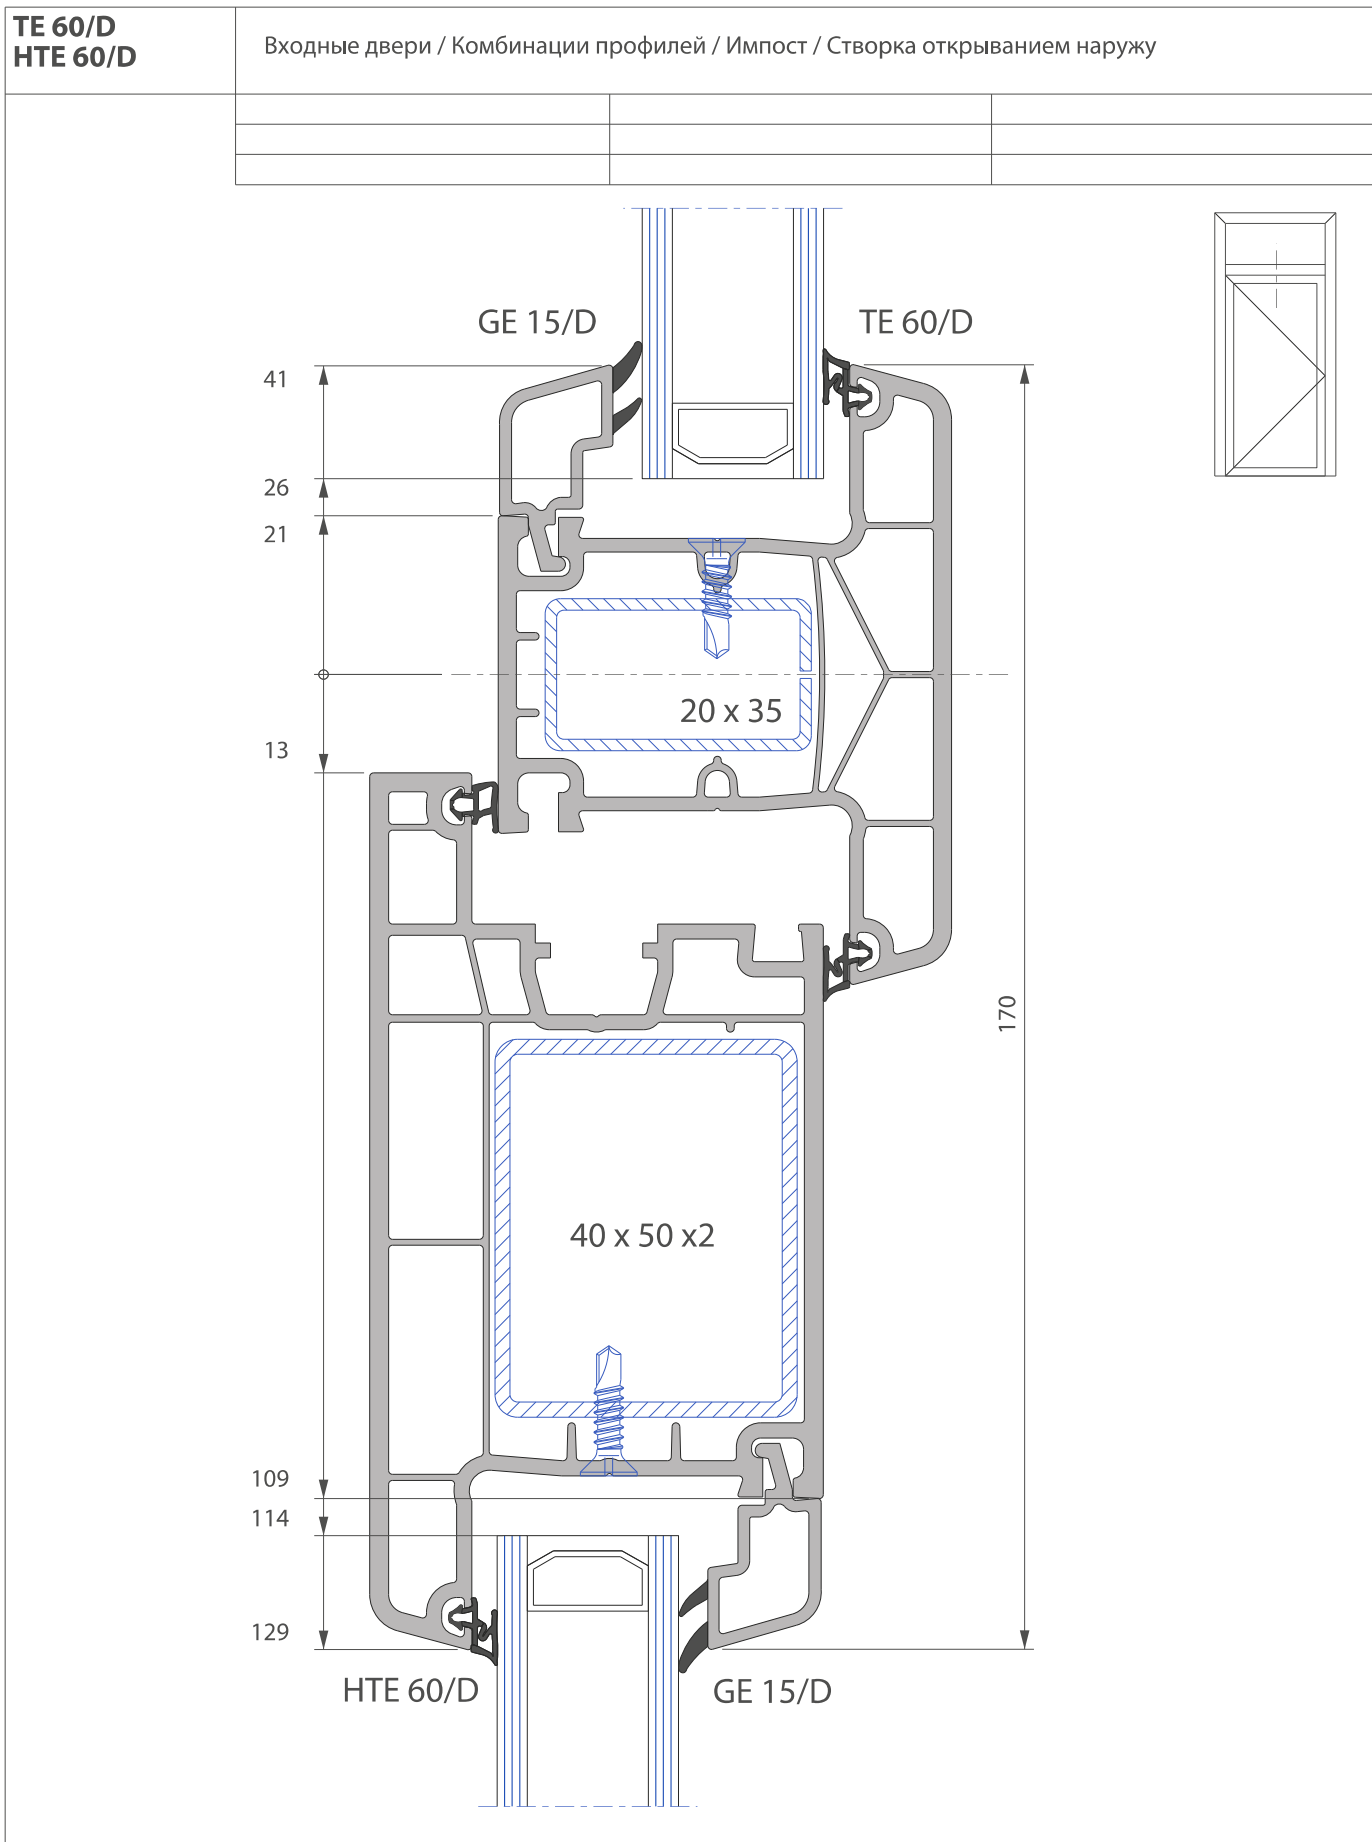 TE 60/D
HTE 60/D
Входные двери / Комбинации профилей / Импост / Створка открыванием наружу
GE 15/D
TE 60/D
41
26
21
20 x 35
13
170
40 x 50 x2
109
114
129
HTE 60/D
GE 15/D